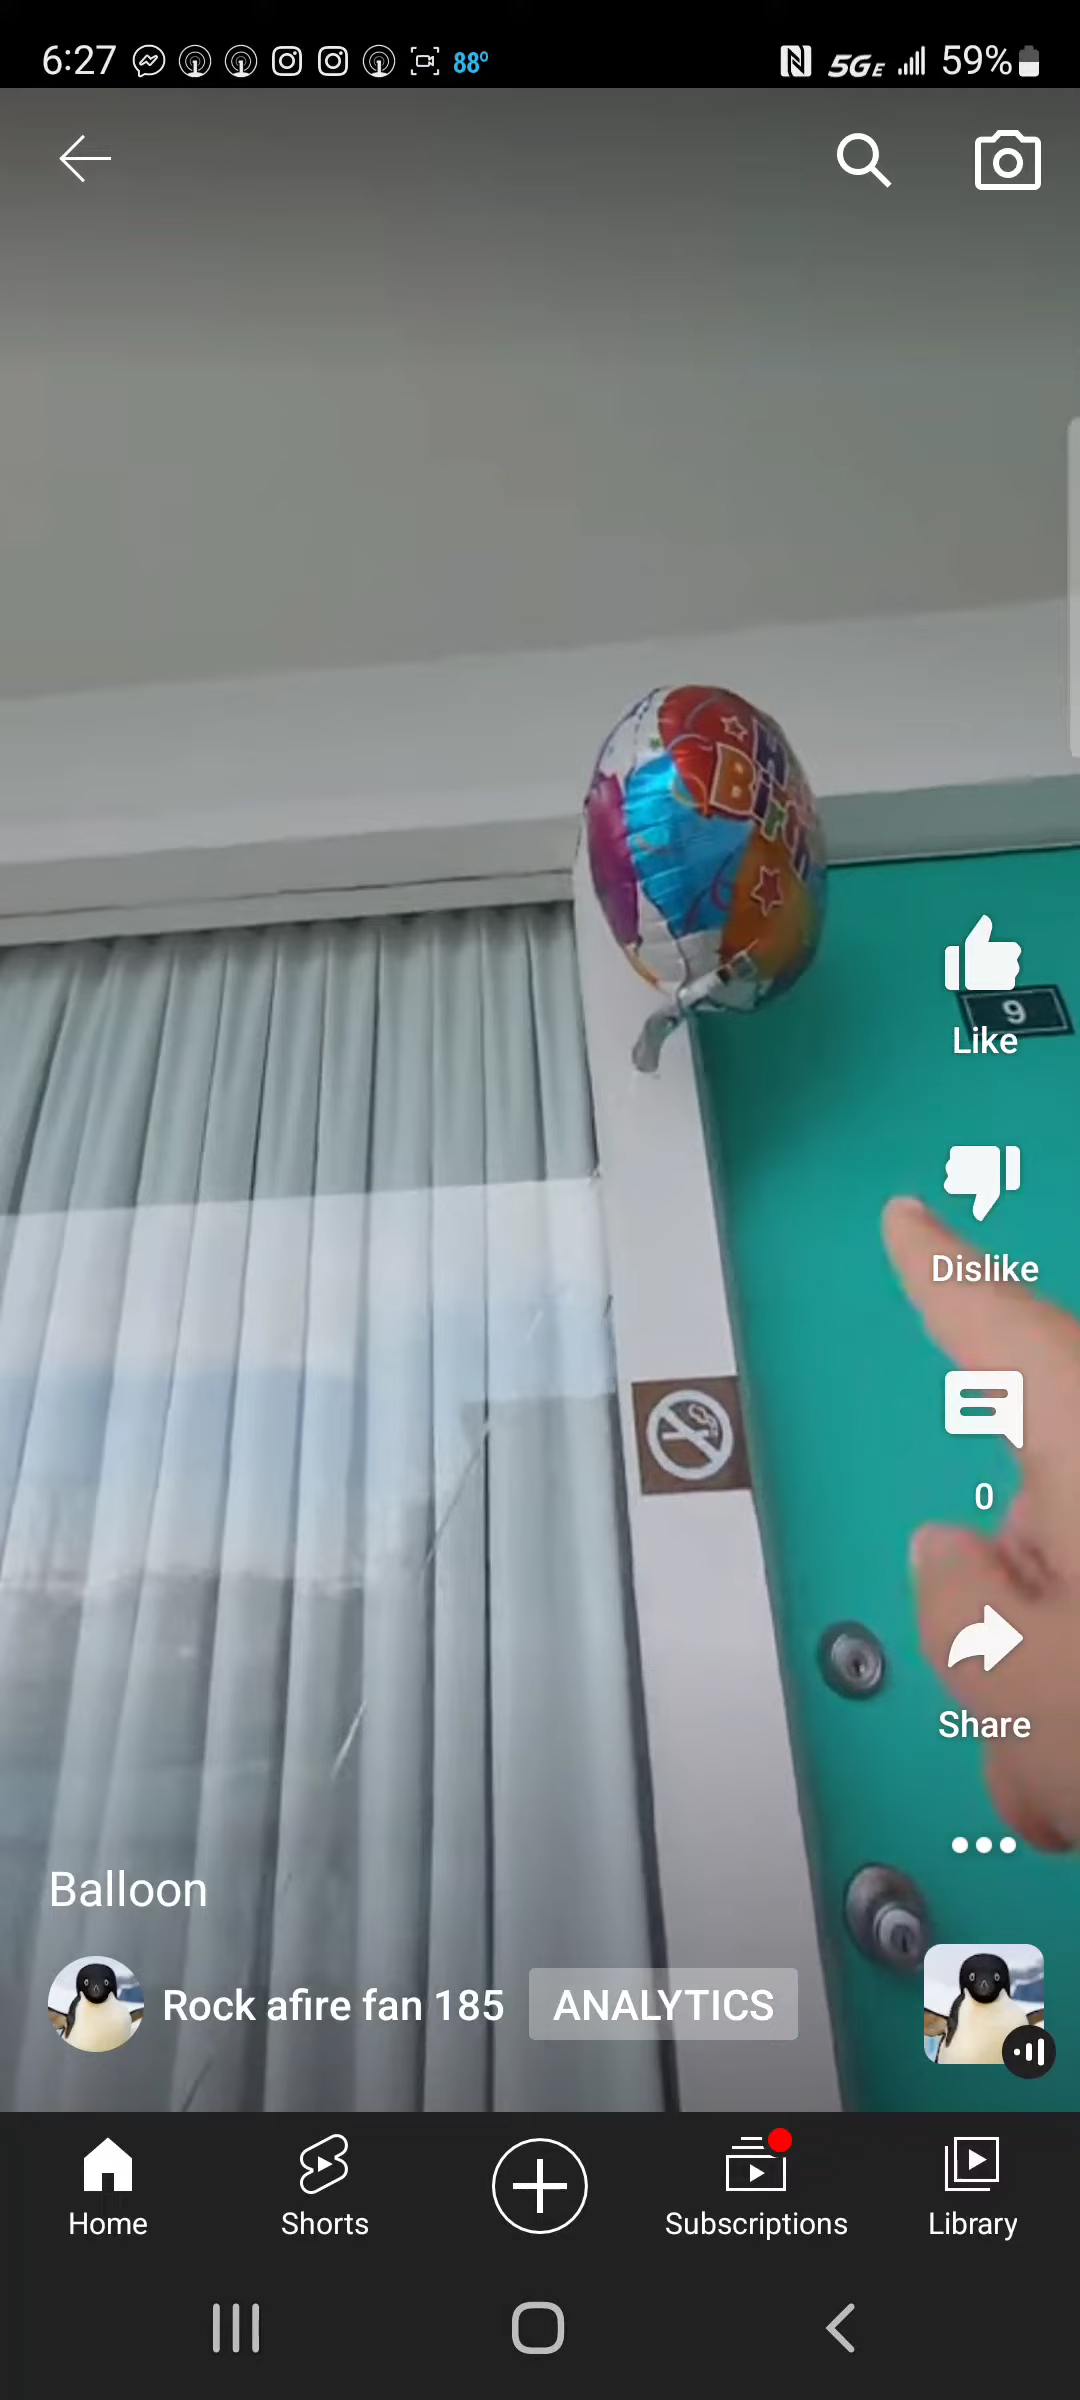 6:27 88° 5GE 59%
H
Birth
9
Like
Dislike
0
Share
Balloon
Rock afire fan 185 ANALYTICS
Home Shorts Subscriptions Library